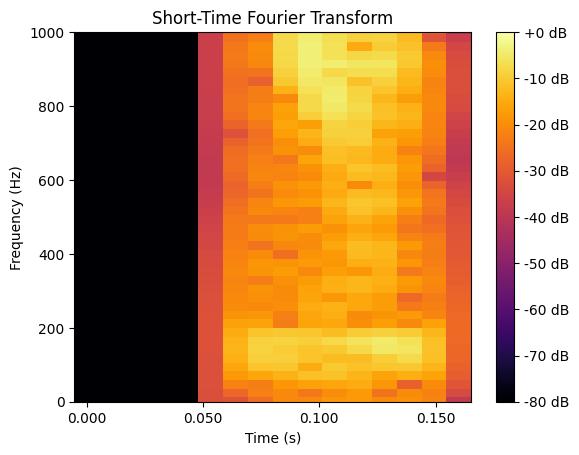 Short-Time Fourier Transform
1000
800
600
400
200
0
Frequency (Hz)
0.000
0.050
0.100
0.150
Time (s)
+0 dB
-10 dB
-20 dB
-30 dB
-40 dB
-50 dB
-60 dB
-70 dB
-80 dB